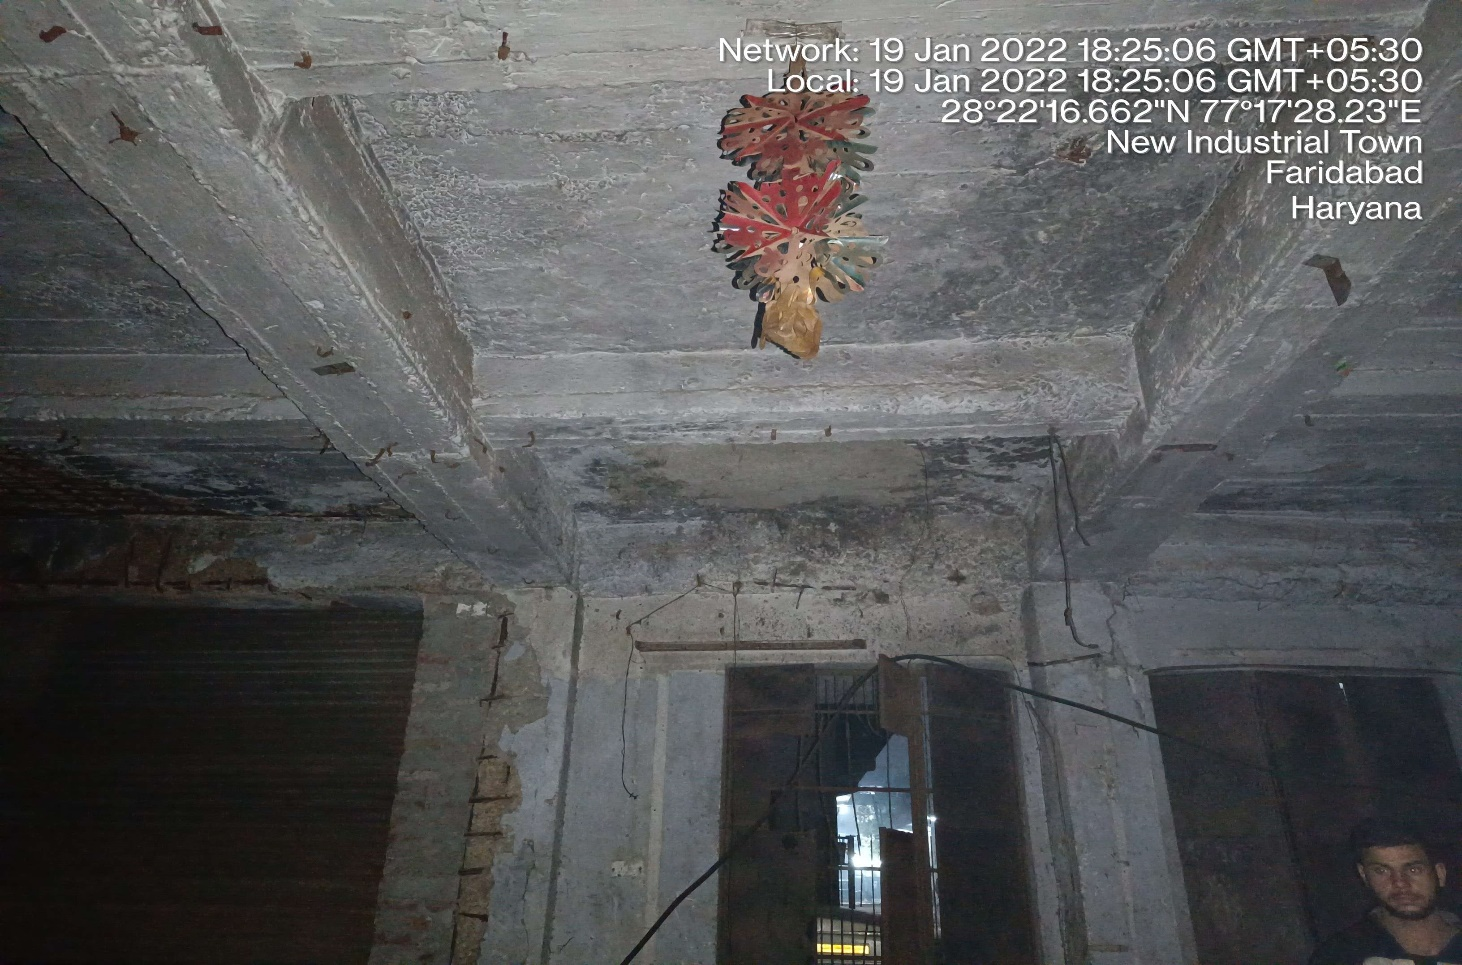 Network: 19 Jan 2022 18:25:06 GMT+05:30
Local: 19 Jan 2022 18:25:06 GMT+05:30
28°22'16.662"N 77°17'28.23"E
New Industrial Town
Faridabad
Haryana